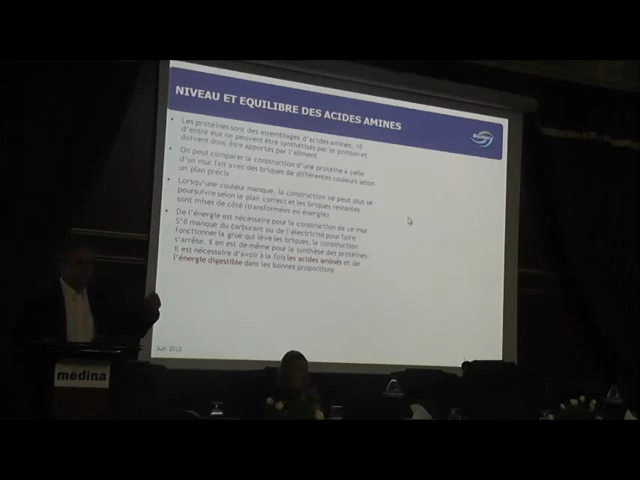 NIVEAU ET EQUILIBRE DES ACIDES AMINES
• Les protéines sont des assemblages d'acides aminés, 10
d'entre eux ne peuvent être synthétisés par le poisson et
doivent donc être apportés par l'aliment
• On peut comparer la construction d'une protéine à celle
d'un mur fait avec des briques de différentes couleurs selon
un plan précis
• Lorsqu'une couleur manque, la construction ne peut plus se
poursuivre selon le plan correct et les briques restantes
sont mises de côté (transformées en énergie)
• De l'énergie est nécessaire pour la construction de ce mur
S'il manque du carburant ou de l'électricité pour faire
fonctionner la grue qui lève les briques, la construction
s'arrête. Il en est de même pour la synthèse des protéines
Il est nécessaire d'avoir à la fois les acides aminés et de
l'énergie digestible dans les bonnes proportions
medina